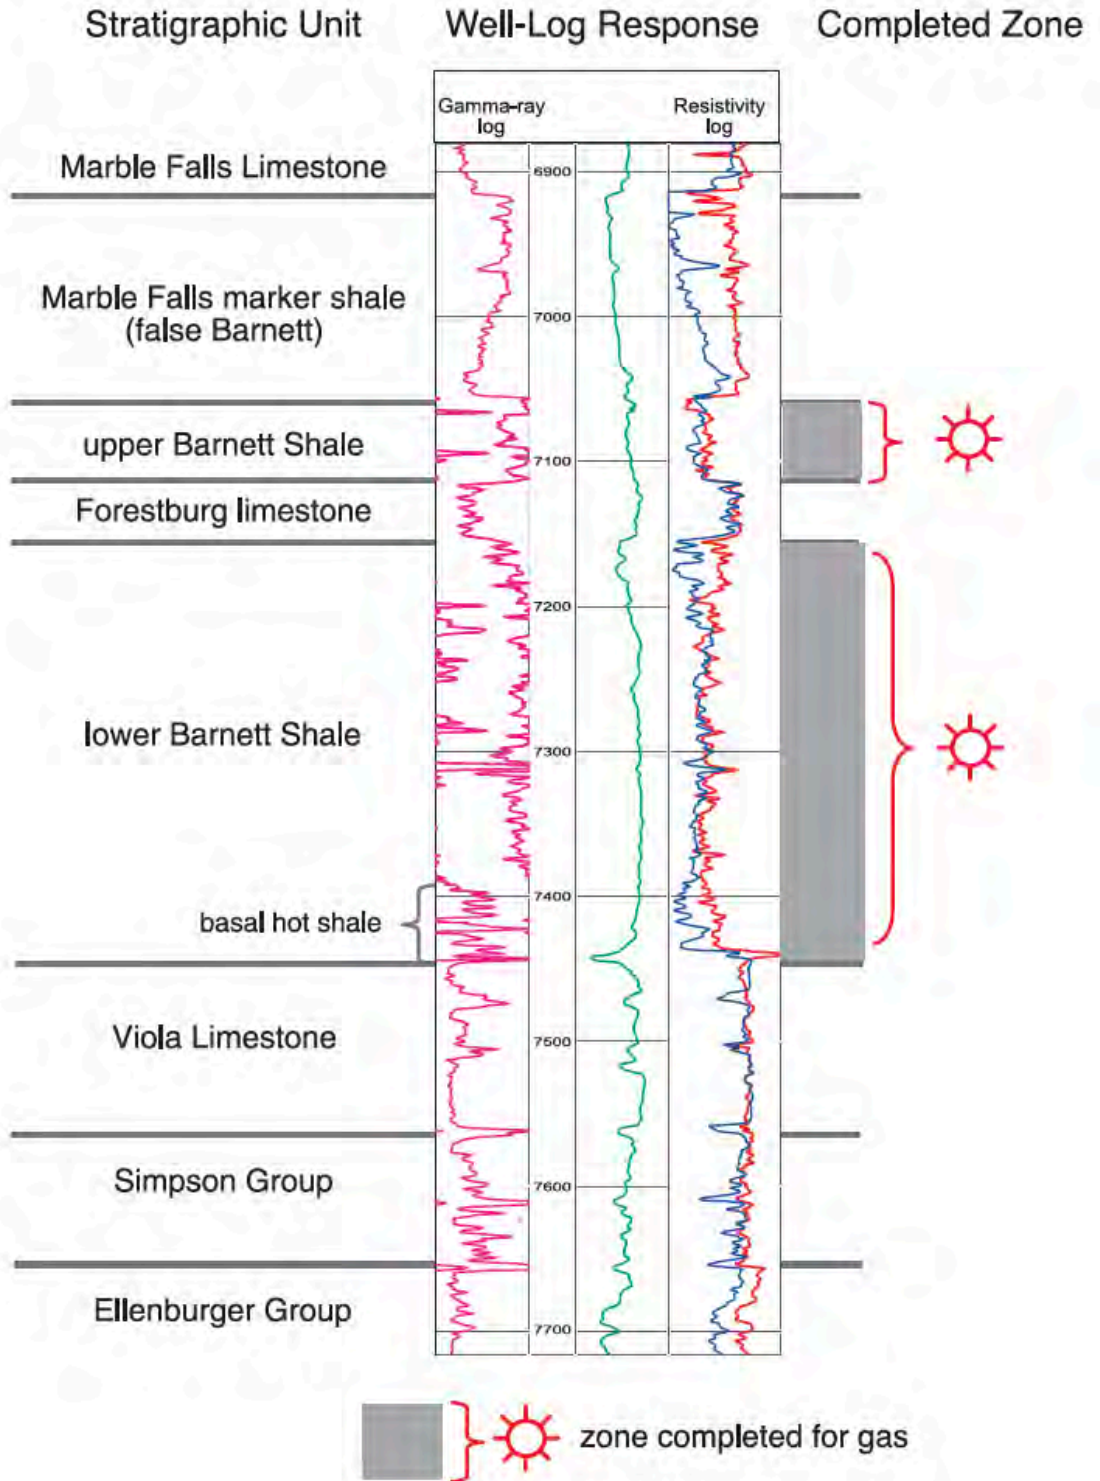 Stratigraphic Unit
Well-Log Response
Completed Zone
Gamma-ray
log
Resistivity
log
Marble Falls Limestone
6900
Marble Falls marker shale
(false Barnett)
7000
upper Barnett Shale
7100
Forestburg limestone
7200
lower Barnett Shale
7300
7400
basal hot shale
Viola Limestone
7500
Simpson Group
7600
Ellenburger Group
7700
zone completed for gas